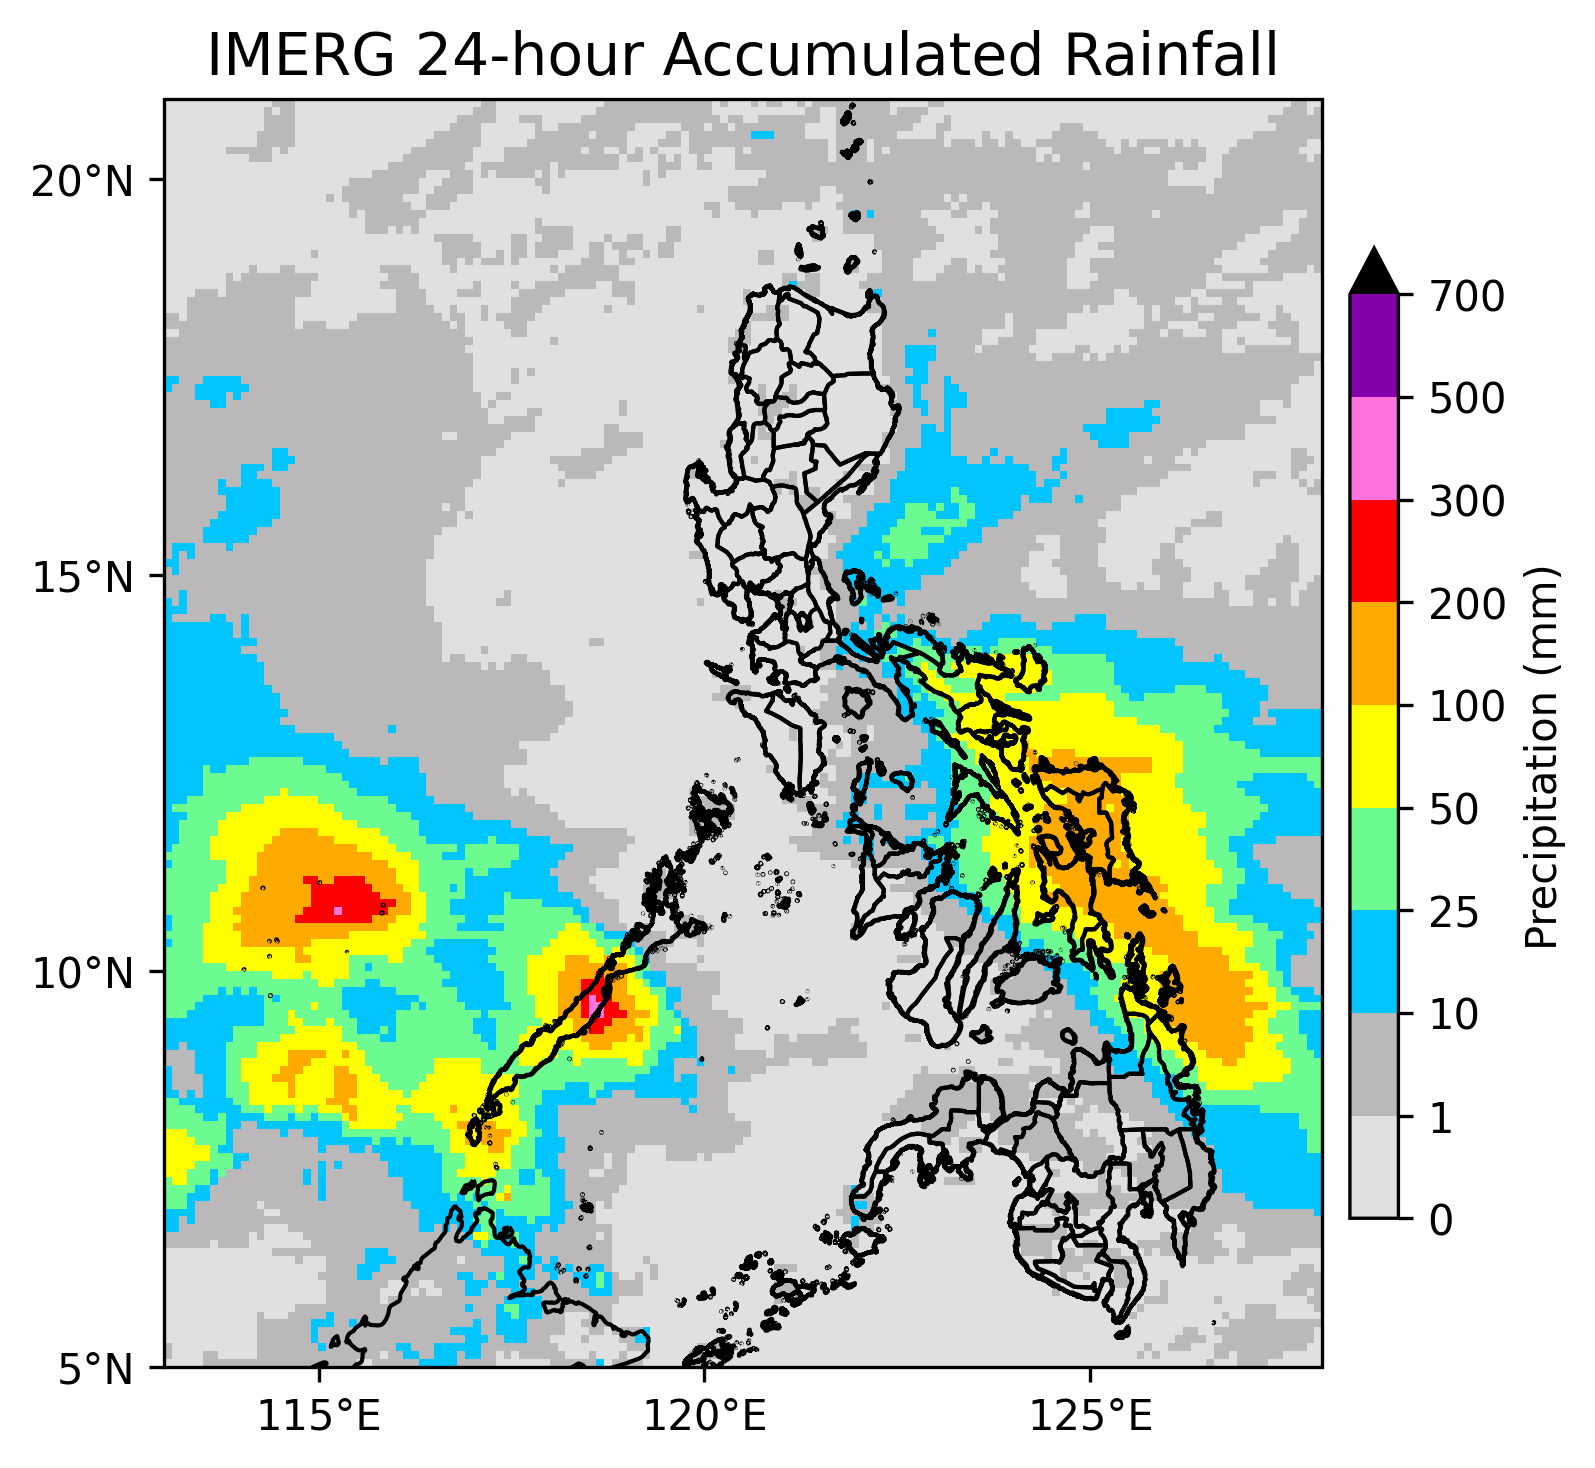 IMERG 24-hour Accumulated Rainfall
20°N
15°N
10°N
5°N
115°E
120°E
125°E
700
500
300
200
100
50
25
10
1
0
Precipitation (mm)